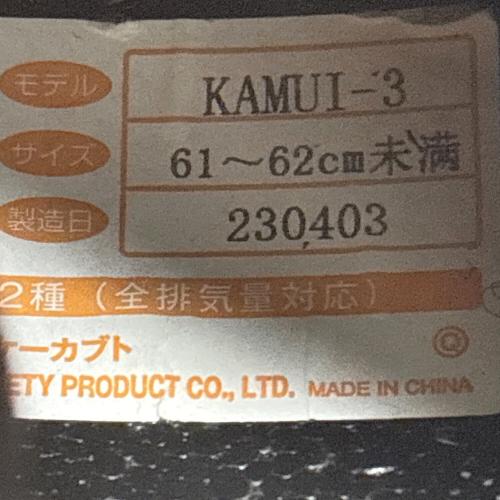 モデル KAMUI-3
サイズ 61～62cm未満
製造日 230403
2種（全排気量対応）
ーカブト
ETY PRODUCT CO., LTD. MADE IN CHINA